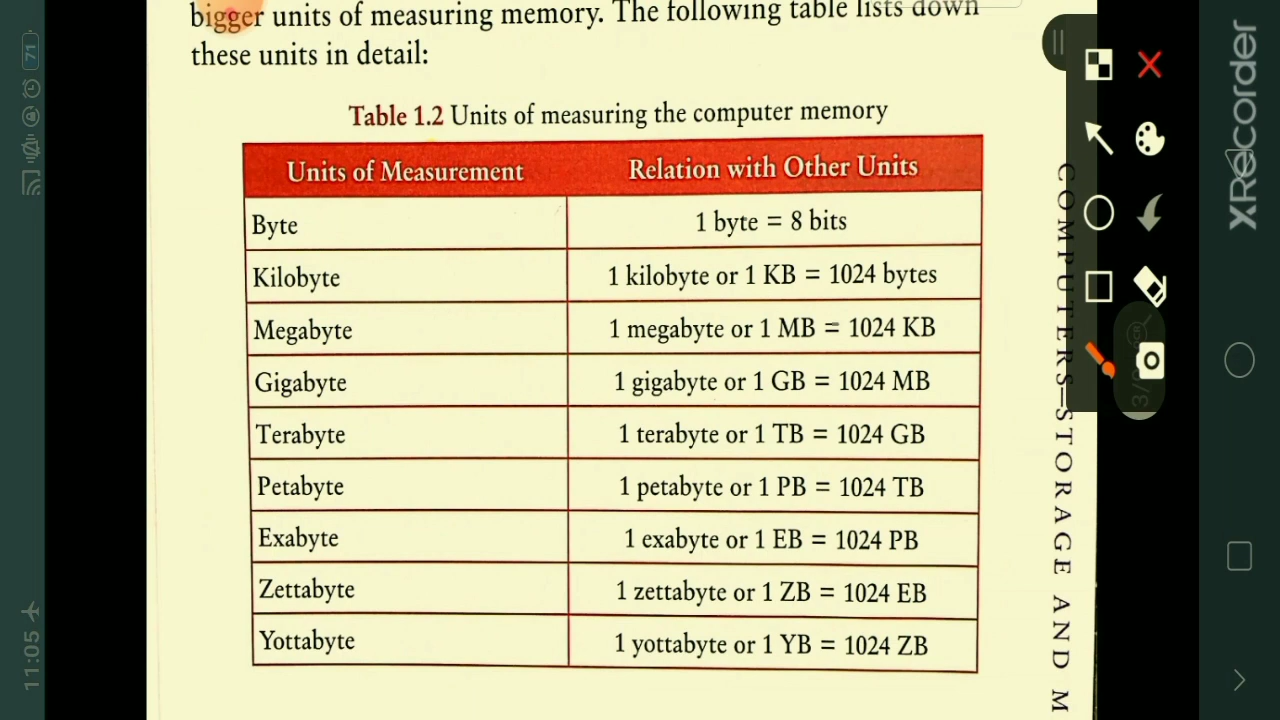 bigger units of measuring memory. The following table lists down
these units in detail:
Table 1.2 Units of measuring the computer memory
Units of Measurement Relation with Other Units
Byte 1 byte = 8 bits
Kilobyte 1 kilobyte or 1 KB = 1024 bytes
Megabyte 1 megabyte or 1 MB = 1024 KB
Gigabyte 1 gigabyte or 1 GB = 1024 MB
Terabyte 1 terabyte or 1 TB = 1024 GB
Petabyte 1 petabyte or 1 PB = 1024 TB
Exabyte 1 exabyte or 1 EB = 1024 PB
Zettabyte 1 zettabyte or 1 ZB = 1024 EB
Yottabyte 1 yottabyte or 1 YB = 1024 ZB
COMPUTERS—STORAGE AND M
XRecorder
71
11:05